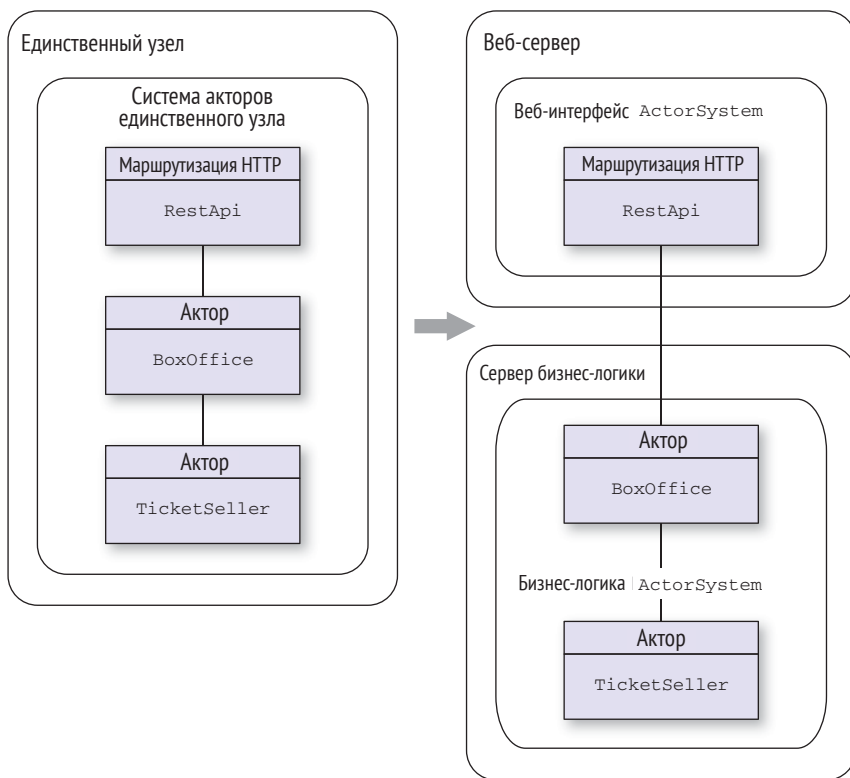 Единственный узел
Система акторов
единственного узла
Маршрутизация HTTP
RestApi
Актор
BoxOffice
Актор
TicketSeller
Веб-сервер
Веб-интерфейс ActorSystem
Маршрутизация HTTP
RestApi
Сервер бизнес-логики
Актор
BoxOffice
Бизнес-логика ActorSystem
Актор
TicketSeller